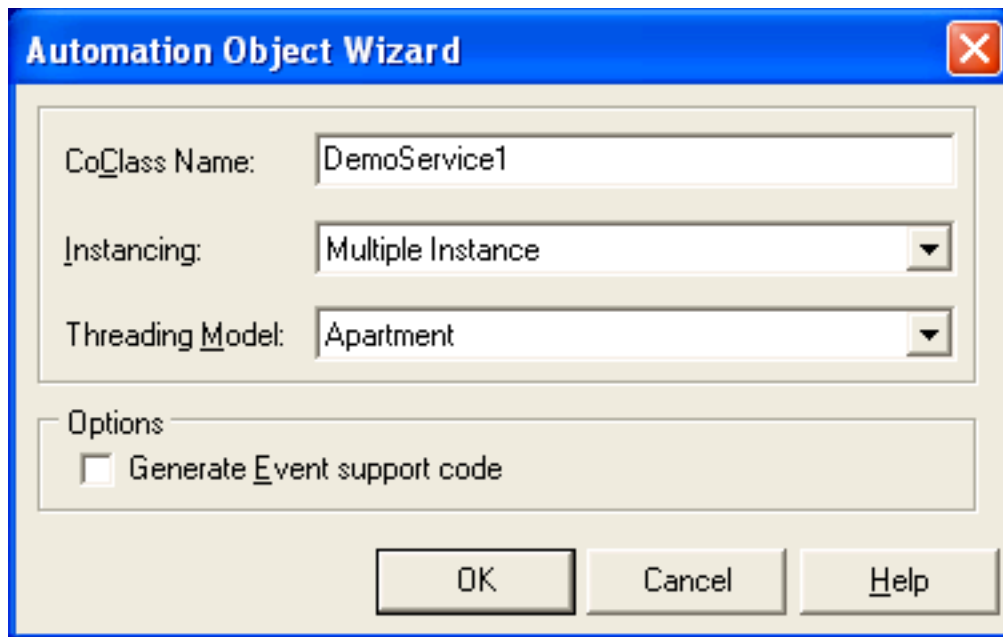 Automation Object Wizard
CoClass Name: DemoService1
Instancing: Multiple Instance
Threading Model: Apartment
Options
Generate Event support code
OK Cancel Help